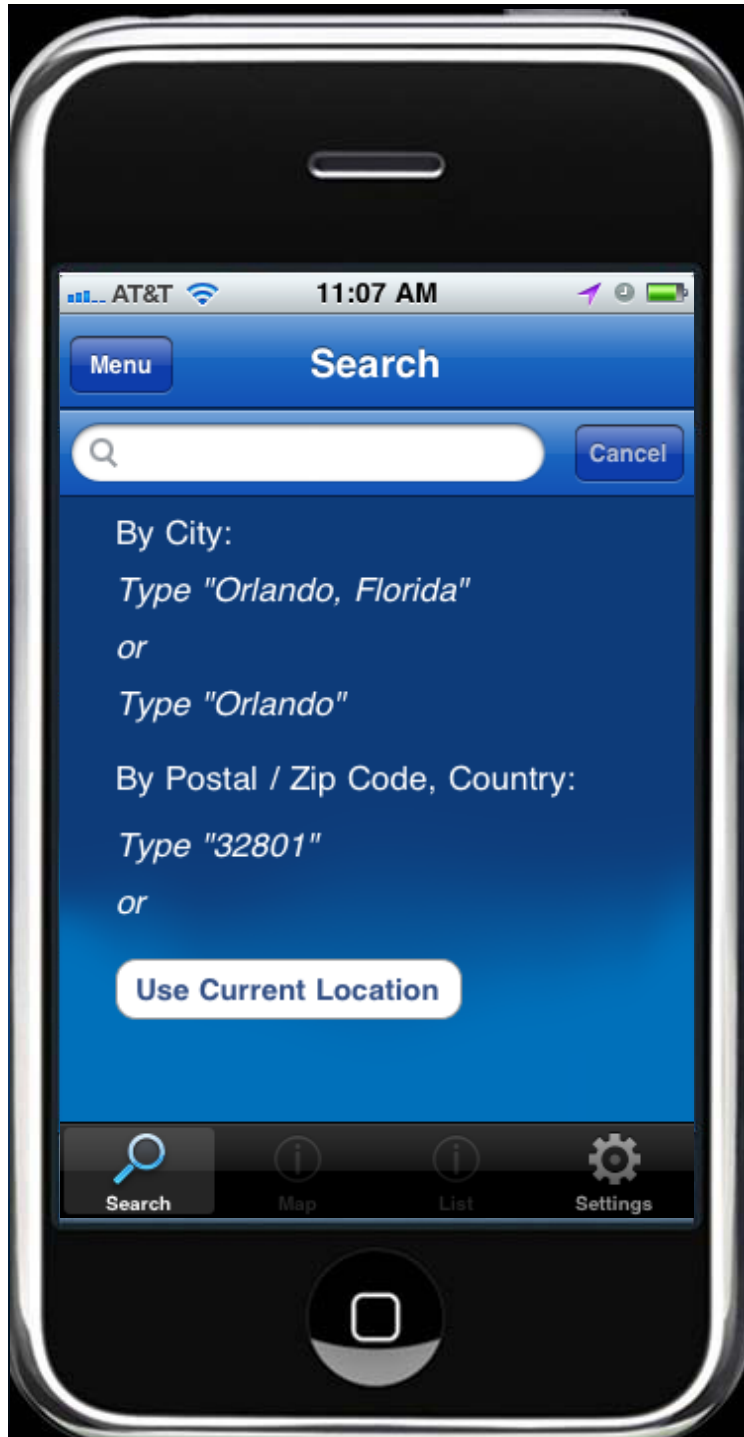 AT&T 11:07 AM
Menu Search
Cancel
By City:
Type "Orlando, Florida"
or
Type "Orlando"
By Postal / Zip Code, Country:
Type "32801"
or
Use Current Location
Search Map List Settings